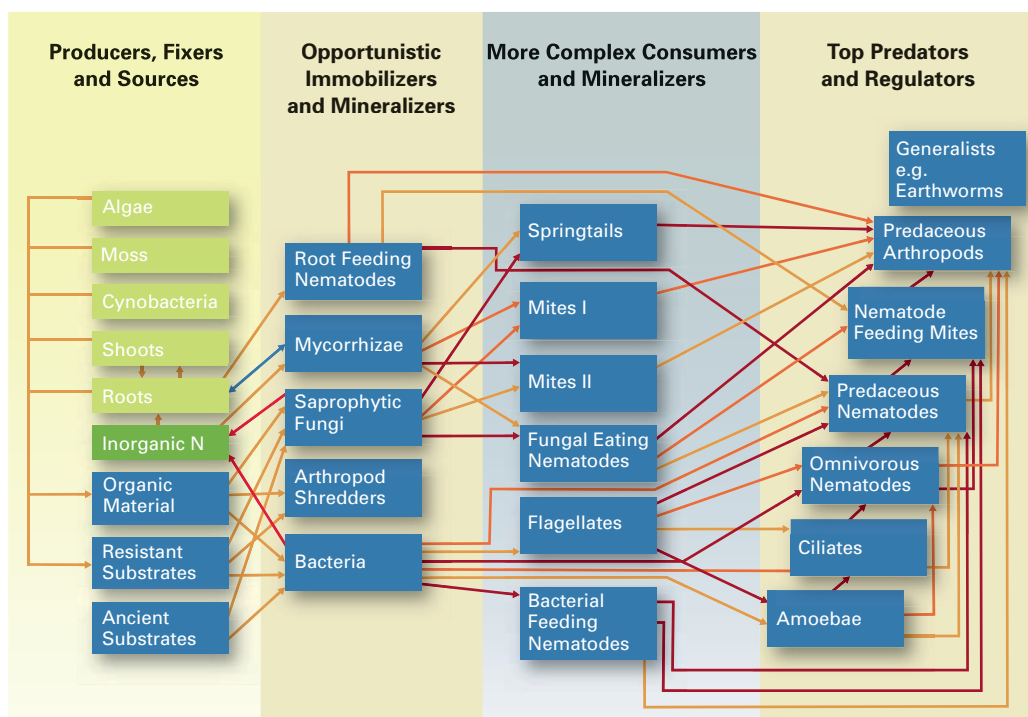 Producers, Fixers
and Sources
Opportunistic
Immobilizers
and Mineralizers
More Complex Consumers
and Mineralizers
Top Predators
and Regulators
Algae
Moss
Cynobacteria
Shoots
Roots
Inorganic N
Organic
Material
Resistant
Substrates
Ancient
Substrates
Root Feeding
Nematodes
Mycorrhizae
Saprophytic
Fungi
Arthropod
Shredders
Bacteria
Springtails
Mites I
Mites II
Fungal Eating
Nematodes
Flagellates
Bacterial
Feeding
Nematodes
Generalists
e.g.
Earthworms
Predaceous
Arthropods
Nematode
Feeding Mites
Predaceous
Nematodes
Omnivorous
Nematodes
Ciliates
Amoebae